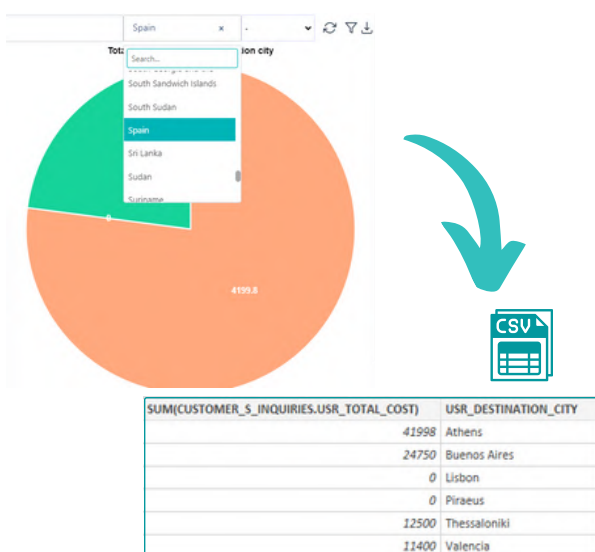 Spain x -
Tota ion city
Search...
South Sandwich Islands
South Sudan
Spain
Sri Lanka
Sudan
Suriname
0
4199.8
CSV
SUM(CUSTOMER_S_INQUIRIES.USR_TOTAL_COST) USR_DESTINATION_CITY
41998 Athens
24750 Buenos Aires
0 Lisbon
0 Piraeus
12500 Thessaloniki
11400 Valencia